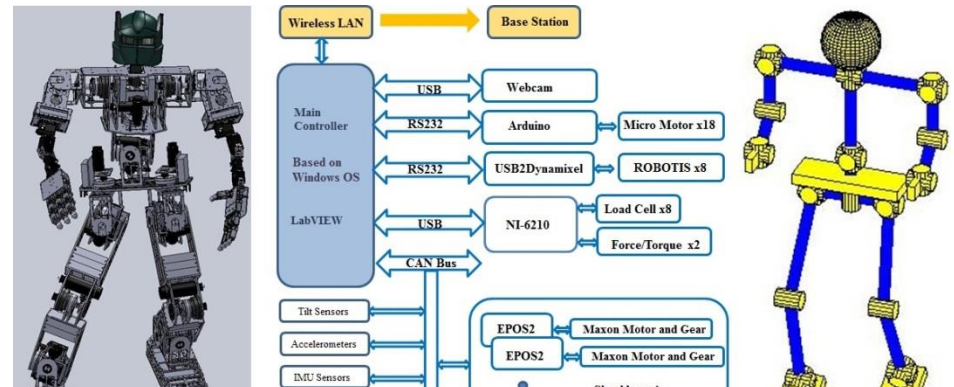 Wireless LAN
Base Station
Main
Controller
Based on
Windows OS
LabVIEW
USB
Webcam
RS232
Arduino
Micro Motor x18
RS232
USB2Dynamixel
ROBOTIS x8
USB
NI-6210
Load Cell x8
Force/Torque x2
CAN Bus
Tilt Sensors
Accelerometers
IMU Sensors
EPOS2
Maxon Motor and Gear
EPOS2
Maxon Motor and Gear